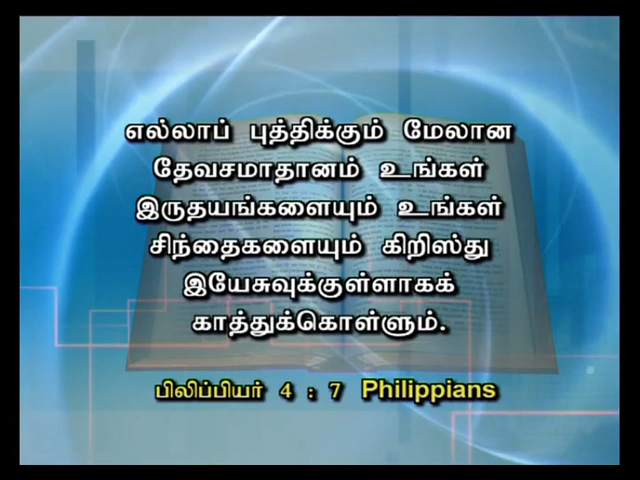 எல்லாப் புத்திக்கும் மேலான
தேவசமாதானம் உங்கள்
இருதயங்களையும் உங்கள்
சிந்தைகளையும் கிறிஸ்து
இயேசுவுக்குள்ளாகக்
காத்துக்கொள்ளும்.
பிலிப்பியர் 4 : 7 Philippians